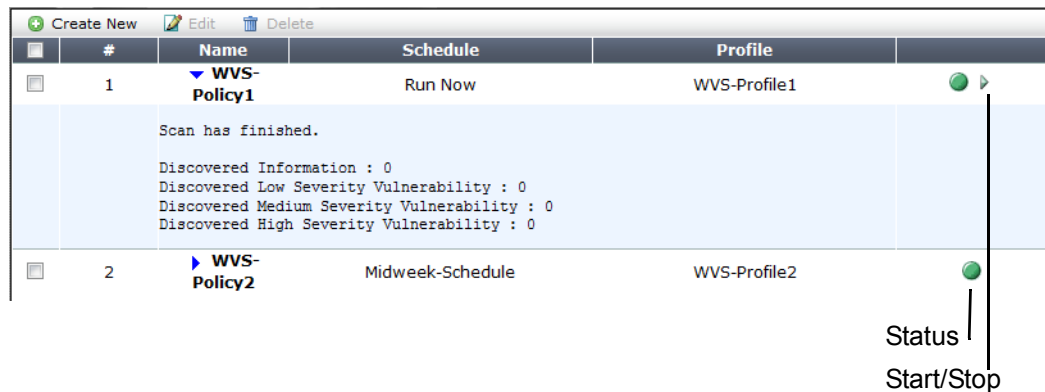 Create New Edit Delete
# Name Schedule Profile
1 WVS-Policy1 Run Now WVS-Profile1
Scan has finished.
Discovered Information : 0
Discovered Low Severity Vulnerability : 0
Discovered Medium Severity Vulnerability : 0
Discovered High Severity Vulnerability : 0
2 WVS-Policy2 Midweek-Schedule WVS-Profile2
Status
Start/Stop